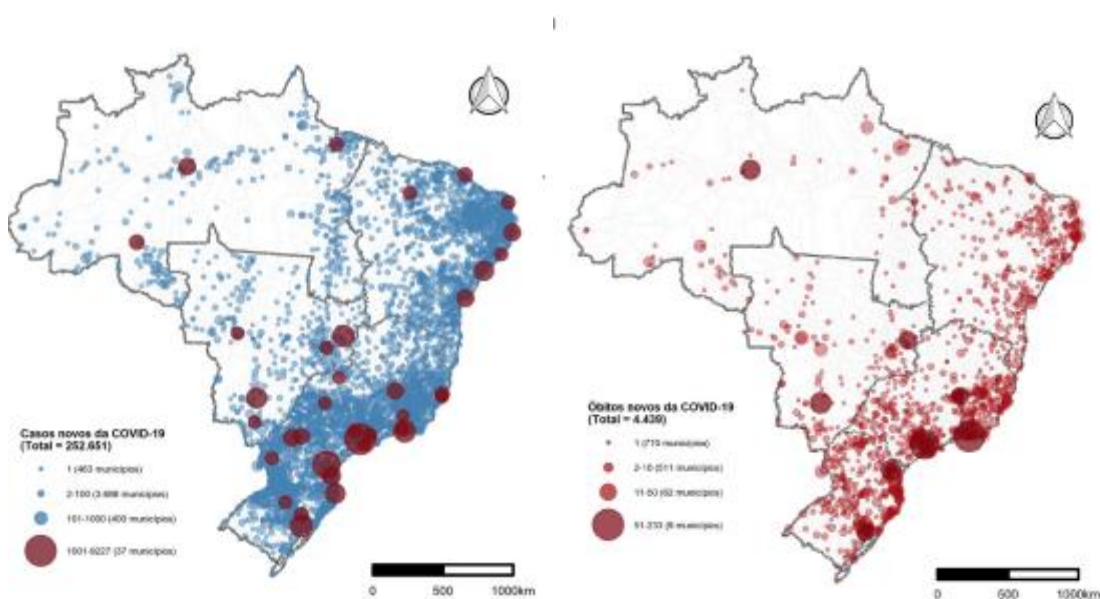 Casos novos da COVID-19
(Total = 252.651)
1 (463 municípios)
2-100 (3.688 municípios)
101-1000 (400 municípios)
1001-9227 (37 municípios)
0 500 1000km
Óbitos novos da COVID-19
(Total = 4.439)
1 (710 municípios)
2-10 (511 municípios)
11-50 (62 municípios)
51-233 (8 municípios)
0 500 1000km